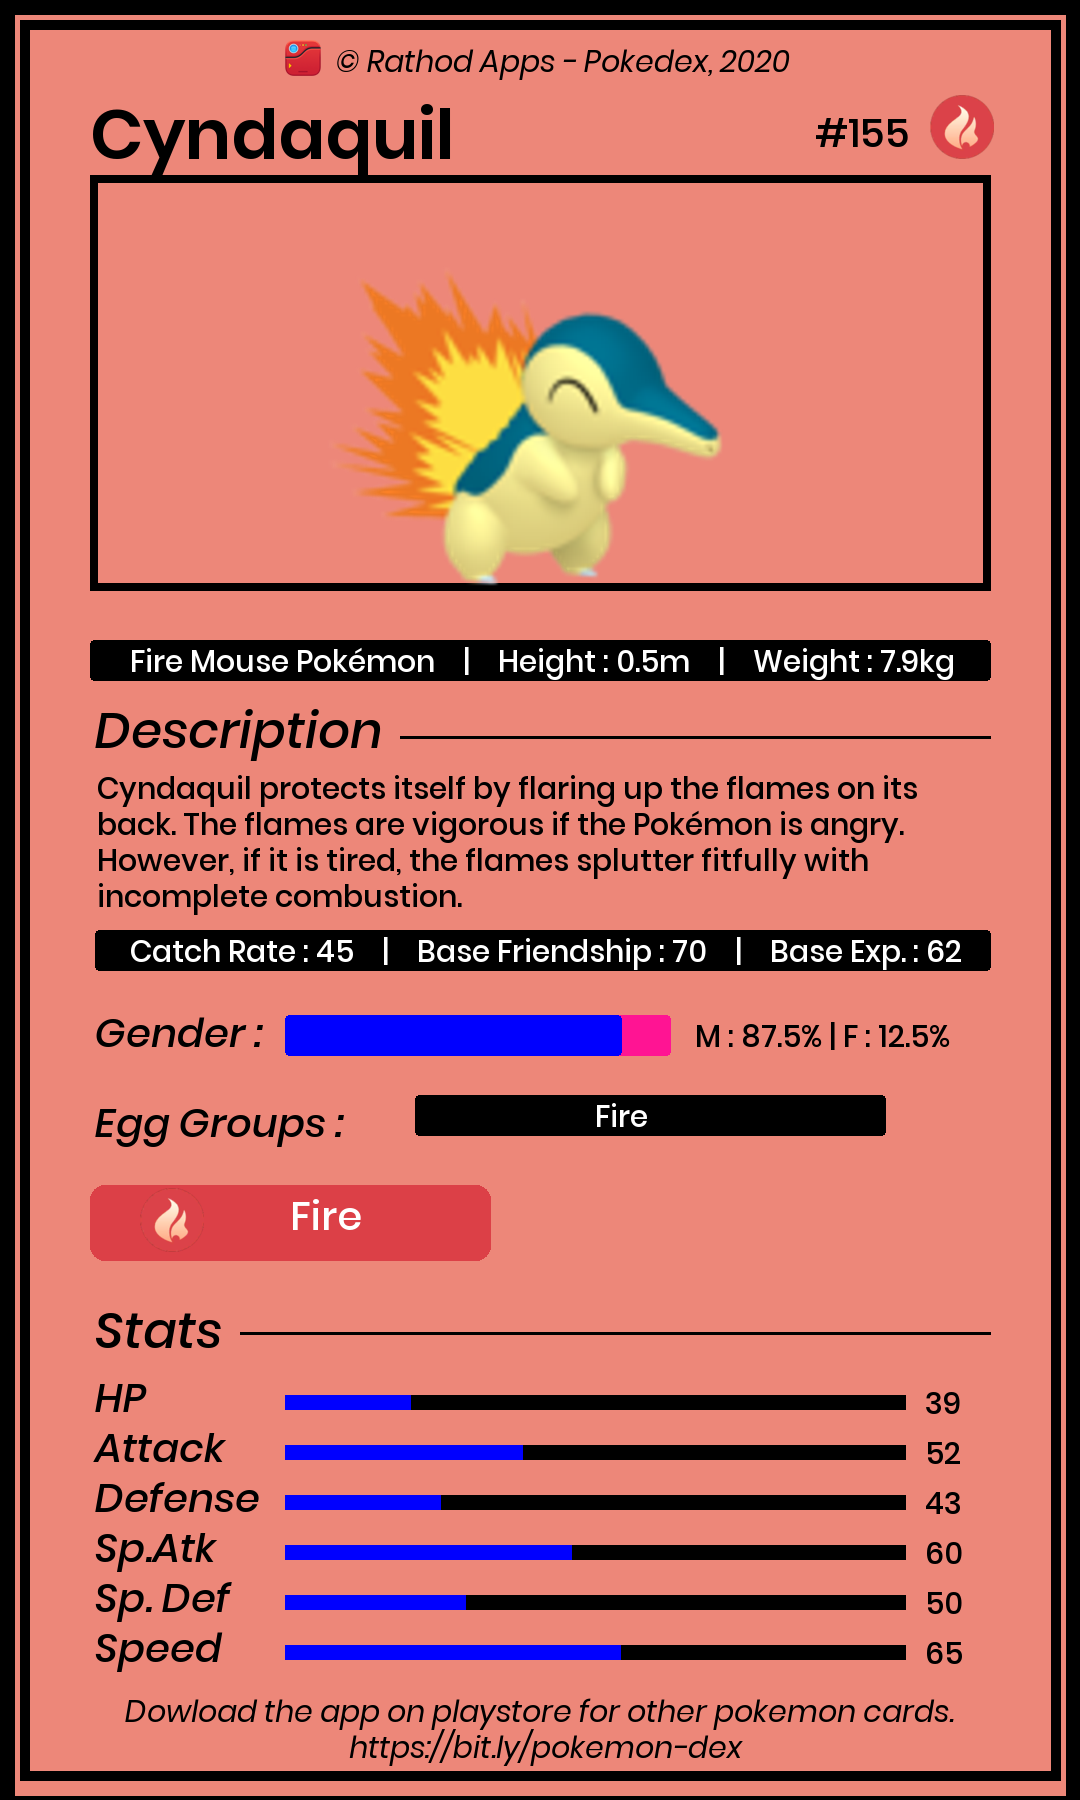 © Rathod Apps - Pokedex, 2020
Cyndaquil #155
Fire Mouse Pokémon | Height : 0.5m | Weight : 7.9kg
Description
Cyndaquil protects itself by flaring up the flames on its
back. The flames are vigorous if the Pokémon is angry.
However, if it is tired, the flames splutter fitfully with
incomplete combustion.
Catch Rate : 45 | Base Friendship : 70 | Base Exp. : 62
Gender : M : 87.5% | F : 12.5%
Egg Groups : Fire
Fire
Stats
HP 39
Attack 52
Defense 43
Sp.Atk 60
Sp. Def 50
Speed 65
Dowload the app on playstore for other pokemon cards.
https://bit.ly/pokemon-dex